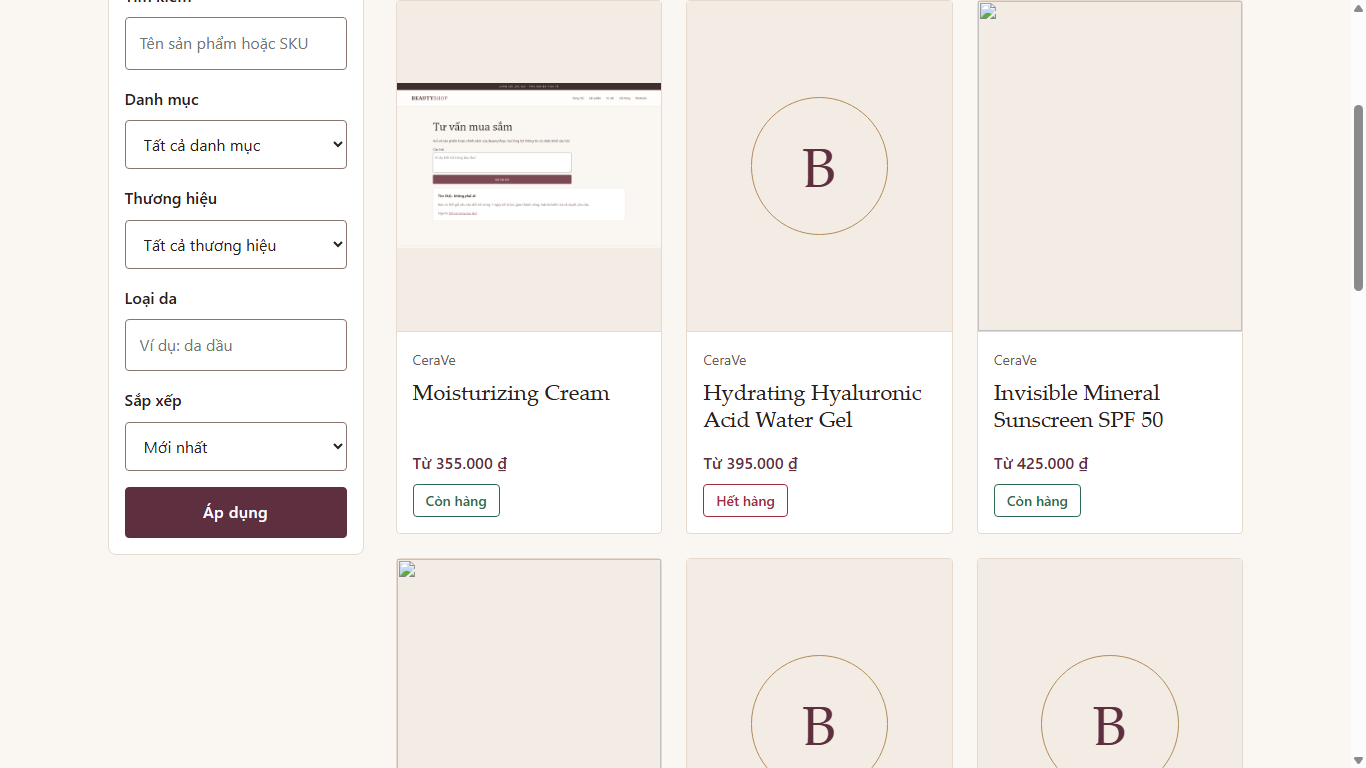 Tìm kiếm
Tên sản phẩm hoặc SKU
Danh mục
Tất cả danh mục
Thương hiệu
Tất cả thương hiệu
Loại da
Ví dụ: da dầu
Sắp xếp
Mới nhất
Áp dụng
BEAUTYSHOP
Tư vấn mua sắm
CeraVe
Moisturizing Cream
Từ 355.000 ₫
Còn hàng
B
CeraVe
Hydrating Hyaluronic
Acid Water Gel
Từ 395.000 ₫
Hết hàng
CeraVe
Invisible Mineral
Sunscreen SPF 50
Từ 425.000 ₫
Còn hàng
B
B